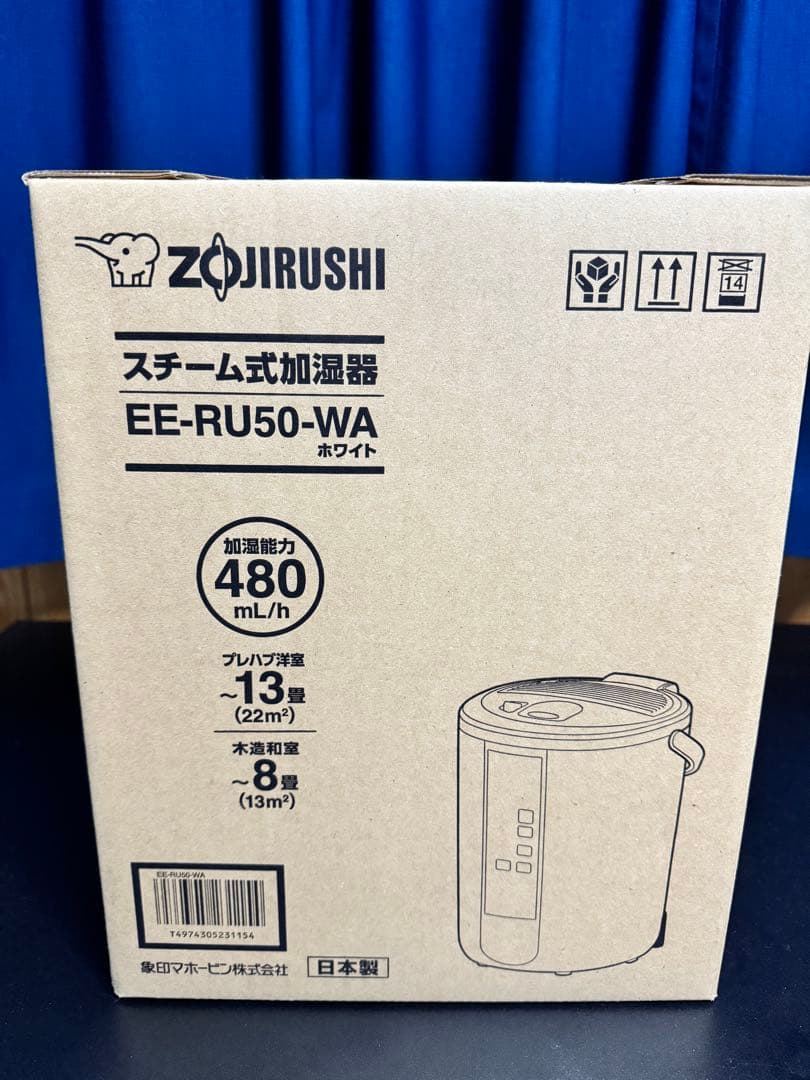 ZOJIRUSHI
14
スチーム式加湿器
EE-RU50-WA
ホワイト
加湿能力
480
mL/h
プレハブ洋室
～13畳
(22m²)
木造和室
～8畳
(13m²)
EE-RU50-WA
T4974305231154
象印マホービン株式会社
日本製